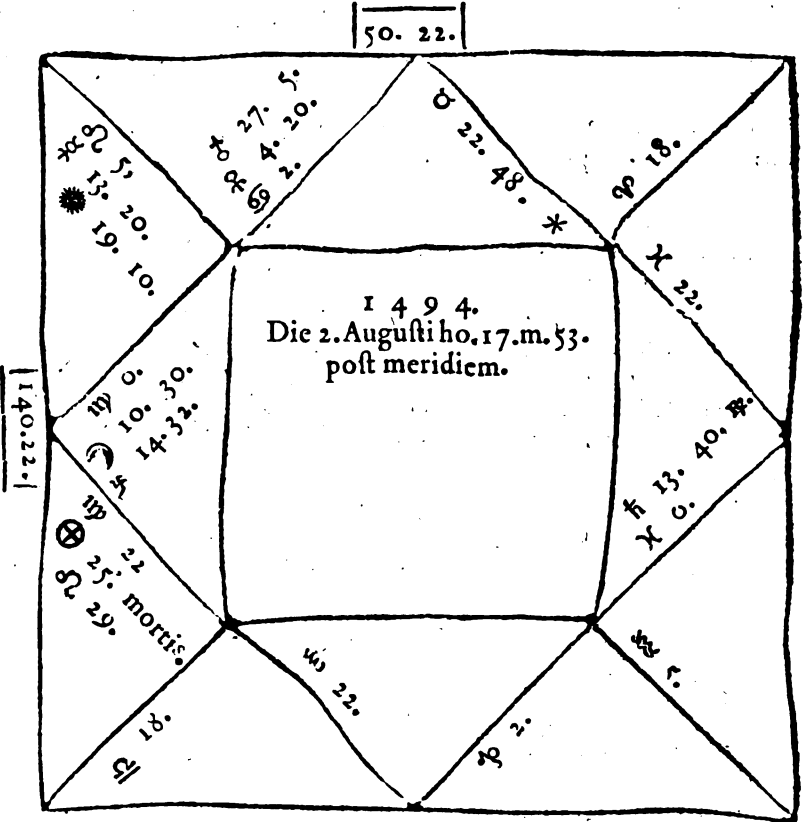 50. 22.
☿ 27. 5.
♀ 4. 20.
♋ 2.
♉ 22. 48. ⚹
♈ 18.
♌ 5,
13. 20.
19. 10.
♓ 22.
1 4 9 4.
Die 2. Auguſti ho. 17. m. 53.
poſt meridiem.
140. 22.
♍ 0.
☽ 10. 30.
♃ 14. 32.
♄ 13. 40. ℞.
♓ 0.
♍ 22
⊗ 25. mortis.
♌ 29.
♒ 5.
♏ 22.
♎ 18.
♑ 2.